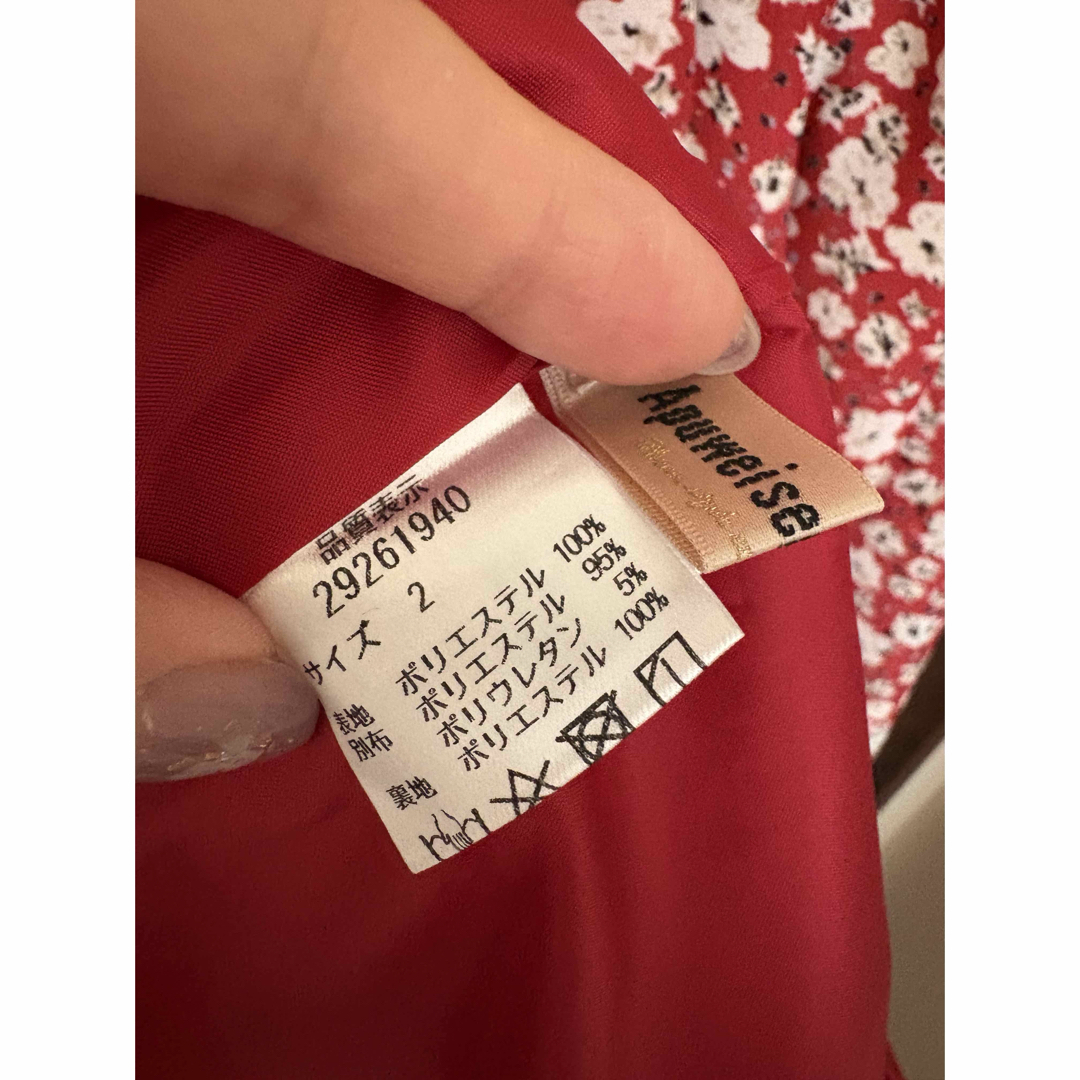 Apuweise
品質表示
29261940
サイズ 2
表地 ポリエステル 100%
別布 ポリエステル 95%
ポリウレタン 5%
裏地 ポリエステル 100%